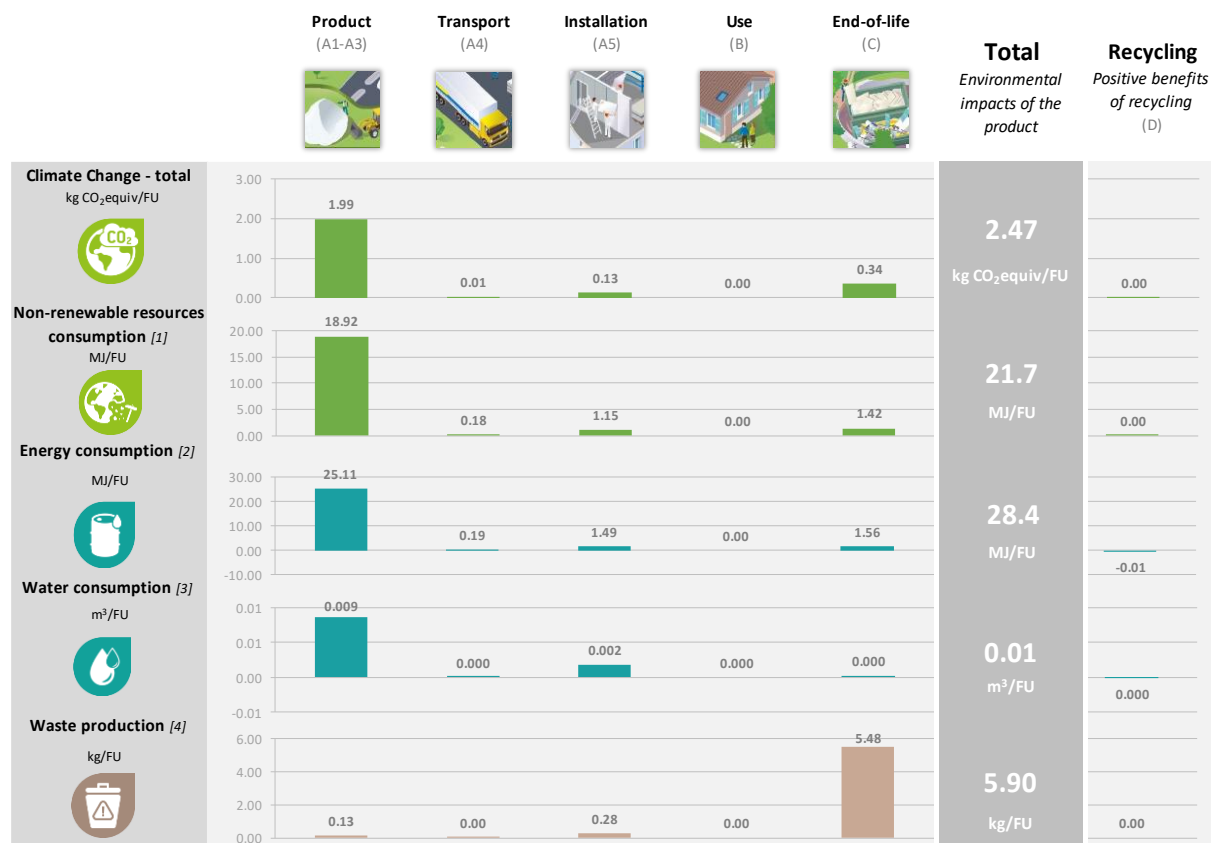 Product
(A1-A3)
Transport
(A4)
Installation
(A5)
Use
(B)
End-of-life
(C)
Total
Environmental
impacts of the
product
Recycling
Positive benefits
of recycling
(D)
Climate Change - total
kg CO₂equiv/FU
CO₂
3.00
2.00
1.00
0.00
1.99
0.01
0.13
0.00
0.34
2.47
kg CO₂equiv/FU
0.00
Non-renewable resources
consumption [1]
MJ/FU
20.00
15.00
10.00
5.00
0.00
18.92
0.18
1.15
0.00
1.42
21.7
MJ/FU
0.00
Energy consumption [2]
MJ/FU
30.00
20.00
10.00
0.00
-10.00
25.11
0.19
1.49
0.00
1.56
28.4
MJ/FU
-0.01
Water consumption [3]
m³/FU
0.01
0.01
0.00
-0.01
0.009
0.000
0.002
0.000
0.000
0.01
m³/FU
0.000
Waste production [4]
kg/FU
6.00
4.00
2.00
0.00
0.13
0.00
0.28
0.00
5.48
5.90
kg/FU
0.00